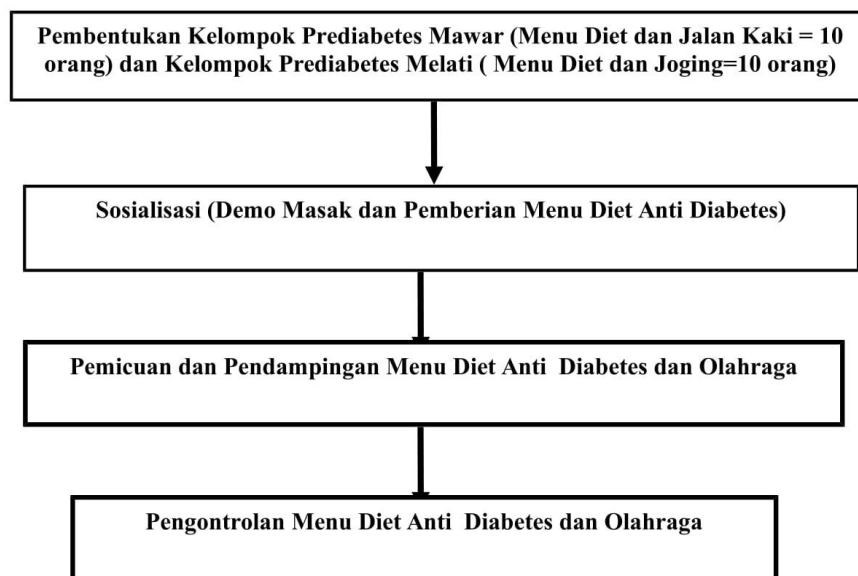 Pembentukan Kelompok Prediabetes Mawar (Menu Diet dan Jalan Kaki = 10
orang) dan Kelompok Prediabetes Melati ( Menu Diet dan Joging=10 orang)
Sosialisasi (Demo Masak dan Pemberian Menu Diet Anti Diabetes)
Pemicuan dan Pendampingan Menu Diet Anti  Diabetes dan Olahraga
Pengontrolan Menu Diet Anti  Diabetes dan Olahraga